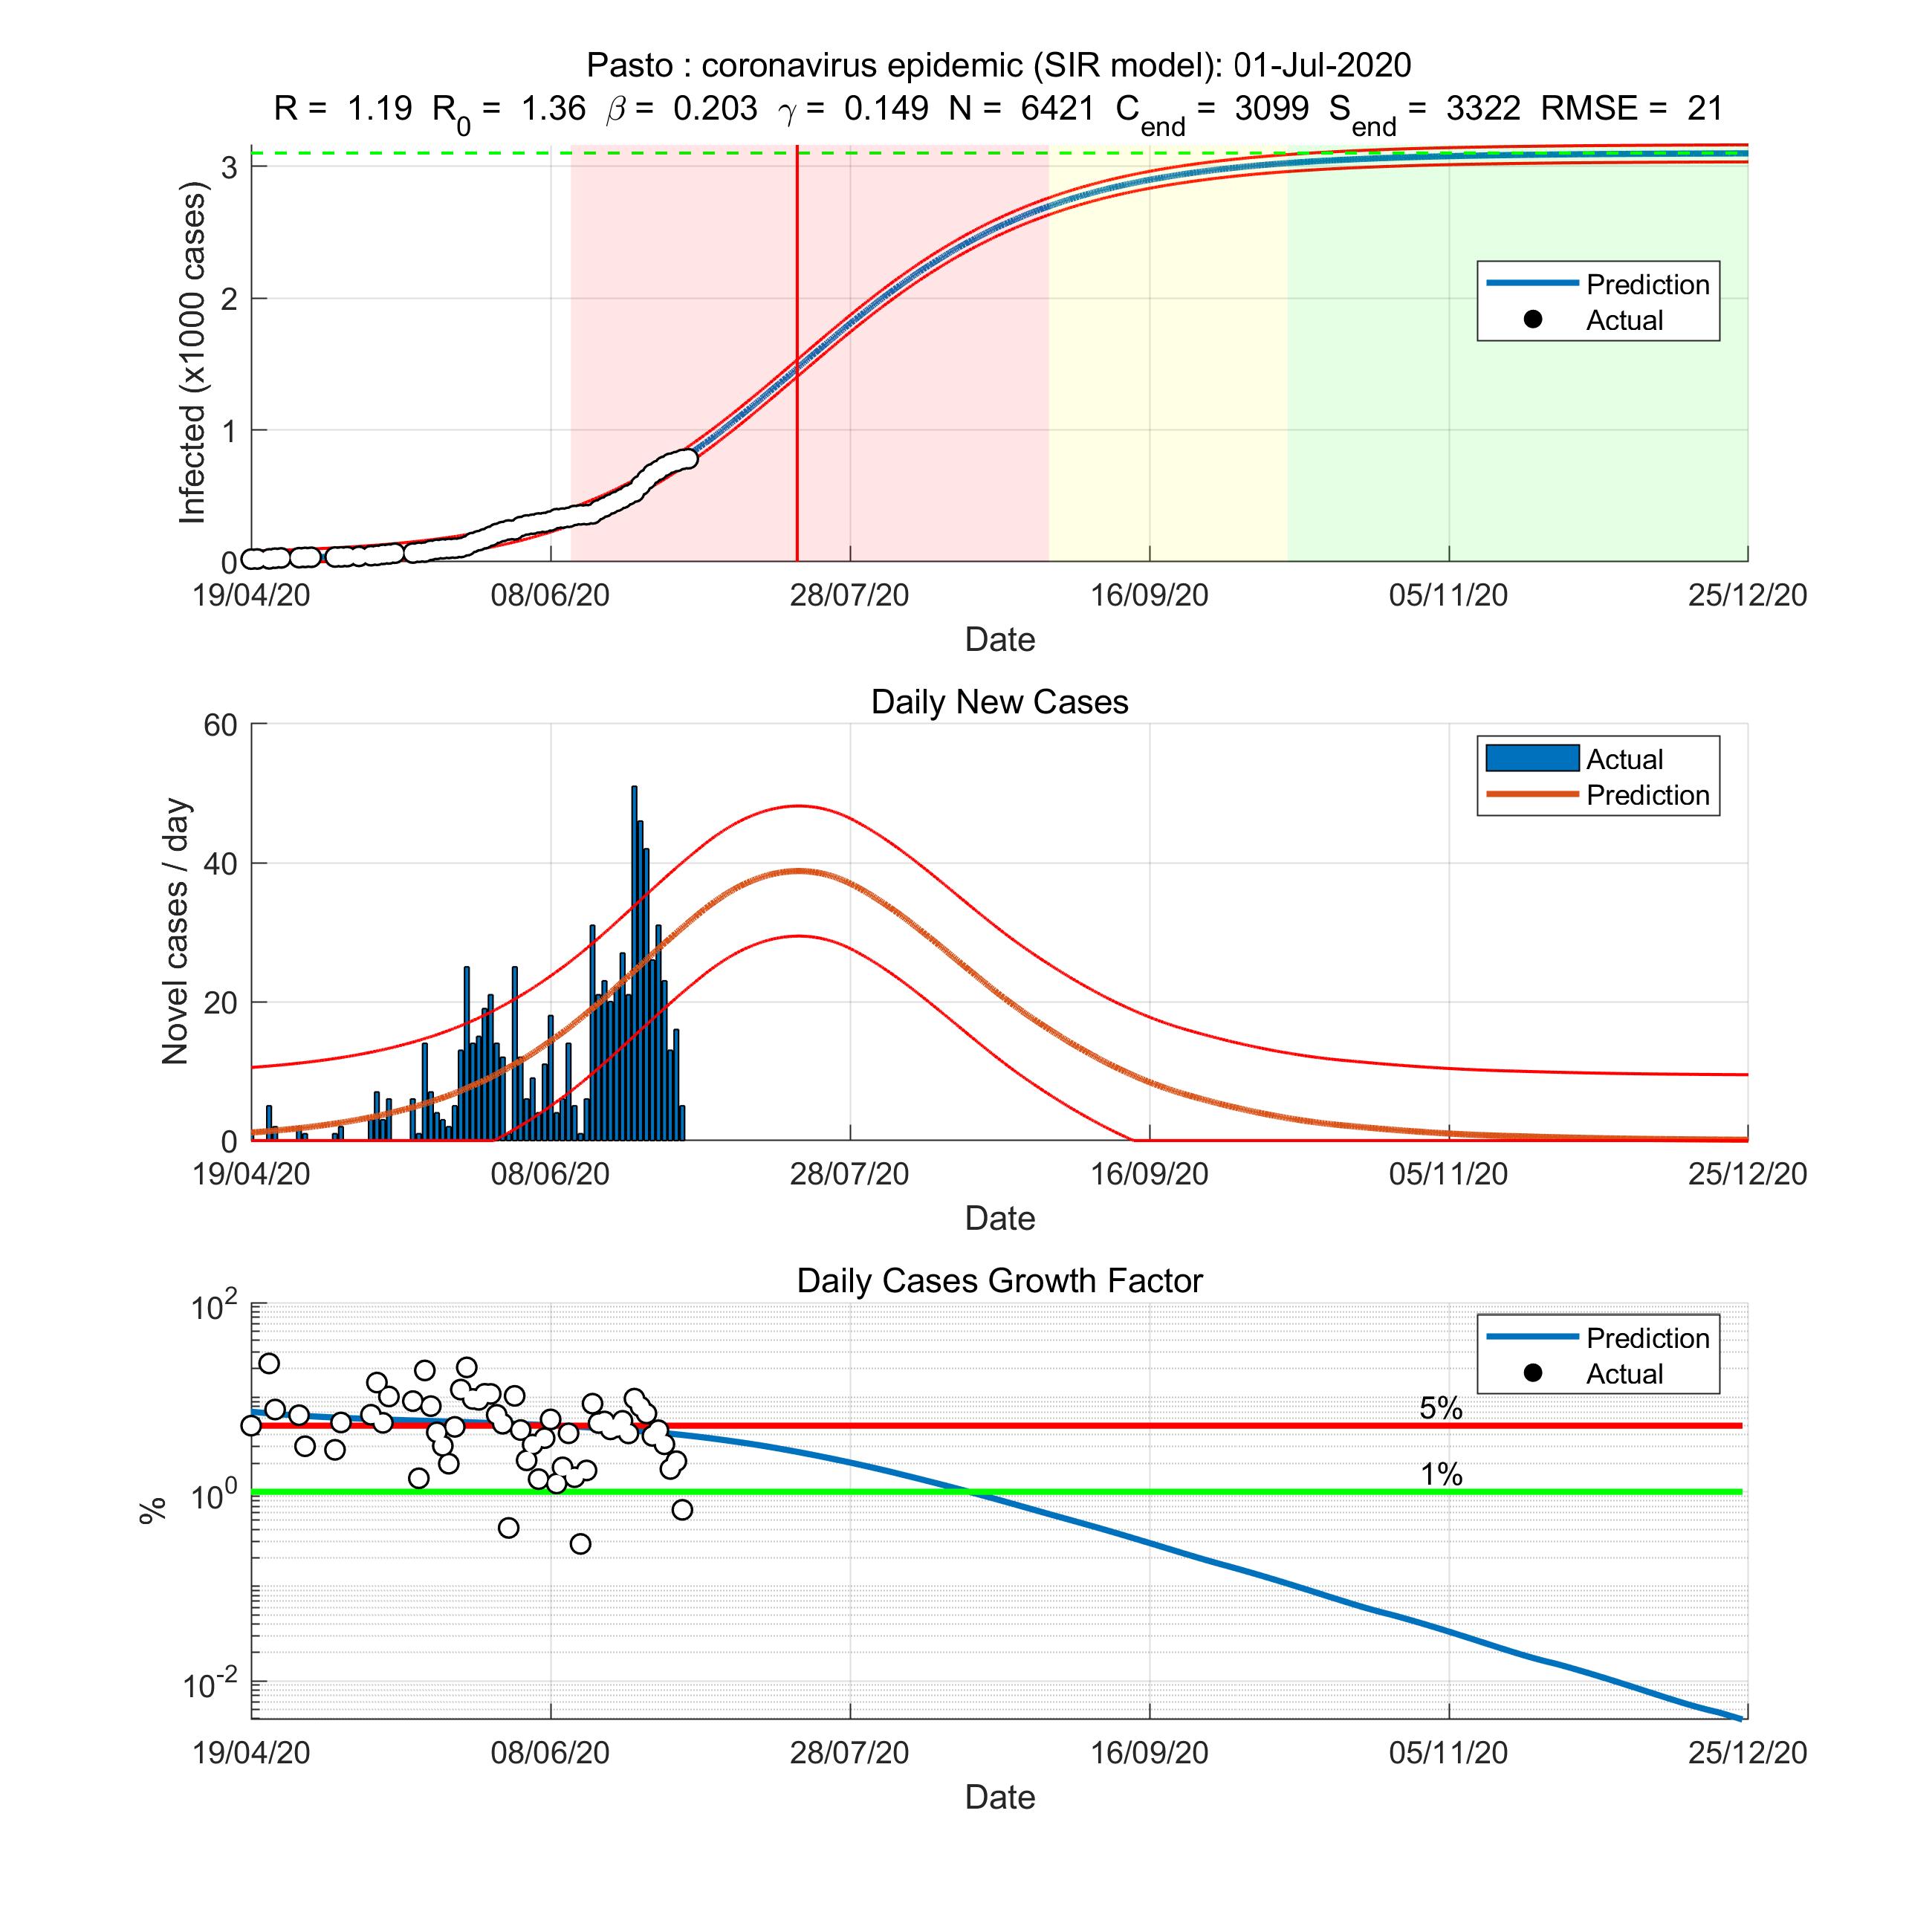 Pasto : coronavirus epidemic (SIR model): 01-Jul-2020
R = 1.19 R0 = 1.36 β = 0.203 γ = 0.149 N = 6421 Cend = 3099 Send = 3322 RMSE = 21
Infected (x1000 cases)
3
2
1
0
Prediction
Actual
19/04/20 08/06/20 28/07/20 16/09/20 05/11/20 25/12/20
Date
Daily New Cases
Novel cases / day
60
40
20
0
Actual
Prediction
19/04/20 08/06/20 28/07/20 16/09/20 05/11/20 25/12/20
Date
Daily Cases Growth Factor
%
10^2
10^0
10^-2
Prediction
Actual
5%
1%
19/04/20 08/06/20 28/07/20 16/09/20 05/11/20 25/12/20
Date